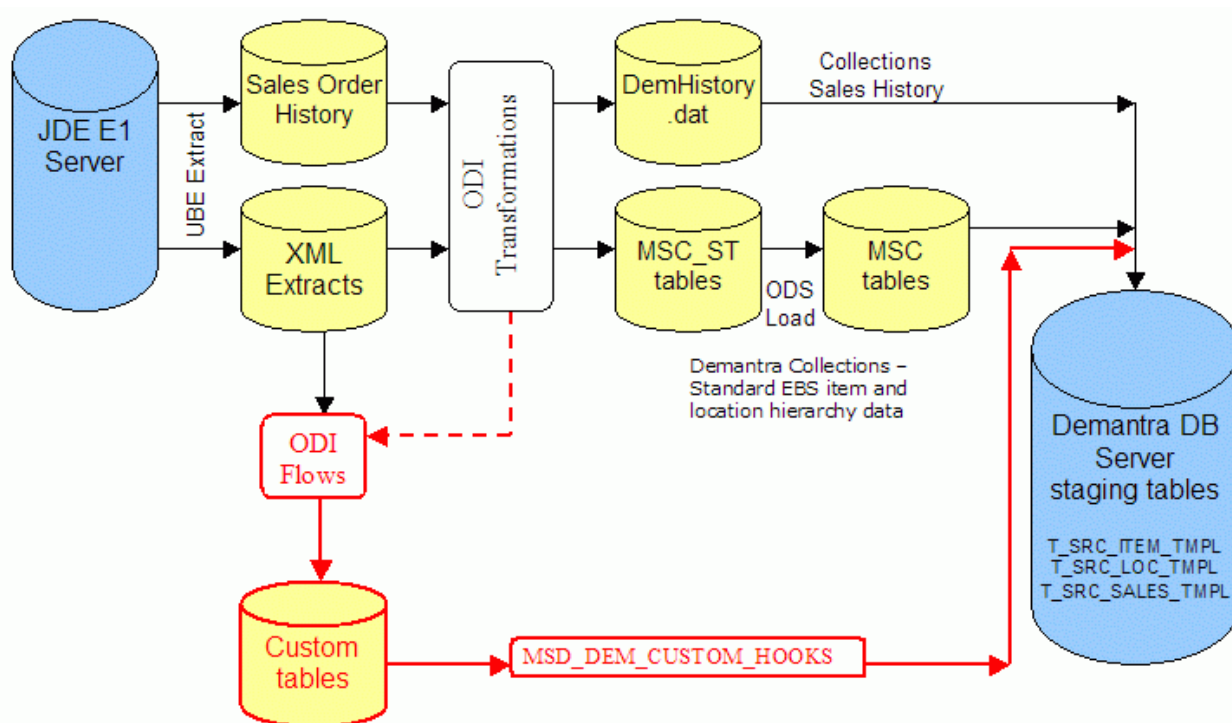 JDE E1
Server
UBE Extract
Sales Order
History
XML
Extracts
ODI
Transformations
DemHistory
.dat
Collections
Sales History
MSC_ST
tables
ODS
Load
MSC
tables
Demantra Collections –
Standard EBS item and
location hierarchy data
ODI
Flows
Custom
tables
MSD_DEM_CUSTOM_HOOKS
Demantra DB
Server
staging tables
T_SRC_ITEM_TMPL
T_SRC_LOC_TMPL
T_SRC_SALES_TMPL